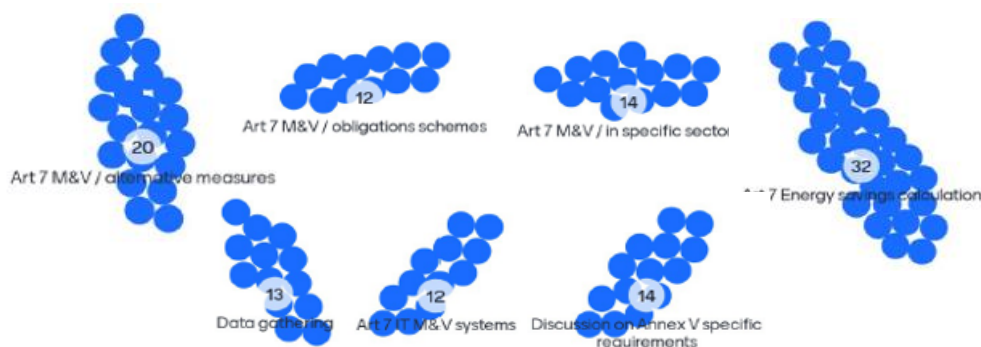 12
Art 7 M&V / obligations schemes
14
Art 7 M&V / in specific sector
20
Art 7 M&V / alternative measures
32
Art 7 Energy savings calculation
13
Data gathering
12
Art 7 IT M&V systems
14
Discussion on Annex V specific
requirements